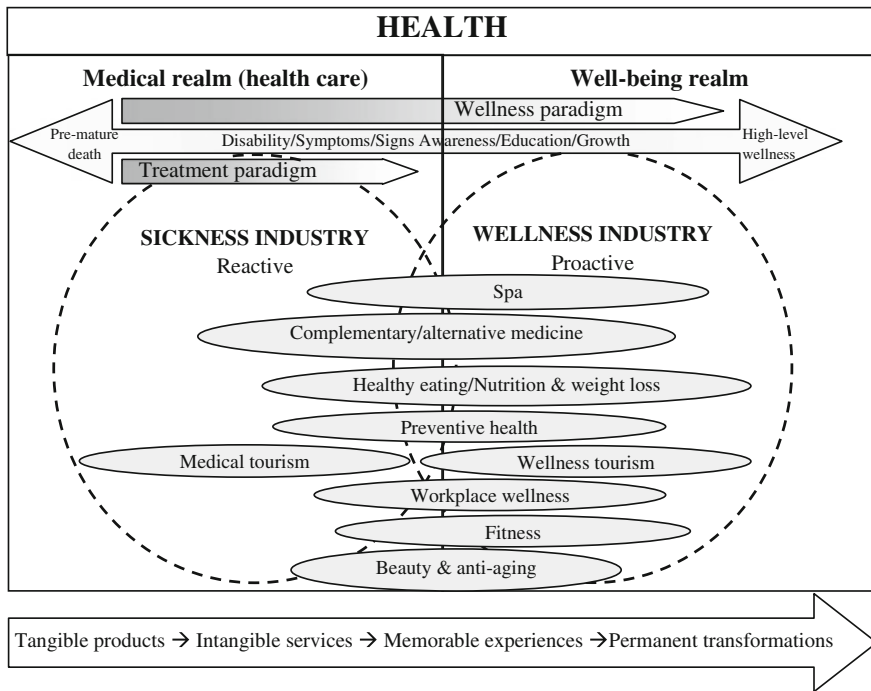 HEALTH
Medical realm (health care)
Well-being realm
Wellness paradigm
Pre-mature
death
Disability/Symptoms/Signs Awareness/Education/Growth
High-level
wellness
Treatment paradigm
SICKNESS INDUSTRY
Reactive
WELLNESS INDUSTRY
Proactive
Spa
Complementary/alternative medicine
Healthy eating/Nutrition & weight loss
Preventive health
Medical tourism
Wellness tourism
Workplace wellness
Fitness
Beauty & anti-aging
Tangible products → Intangible services → Memorable experiences →Permanent transformations